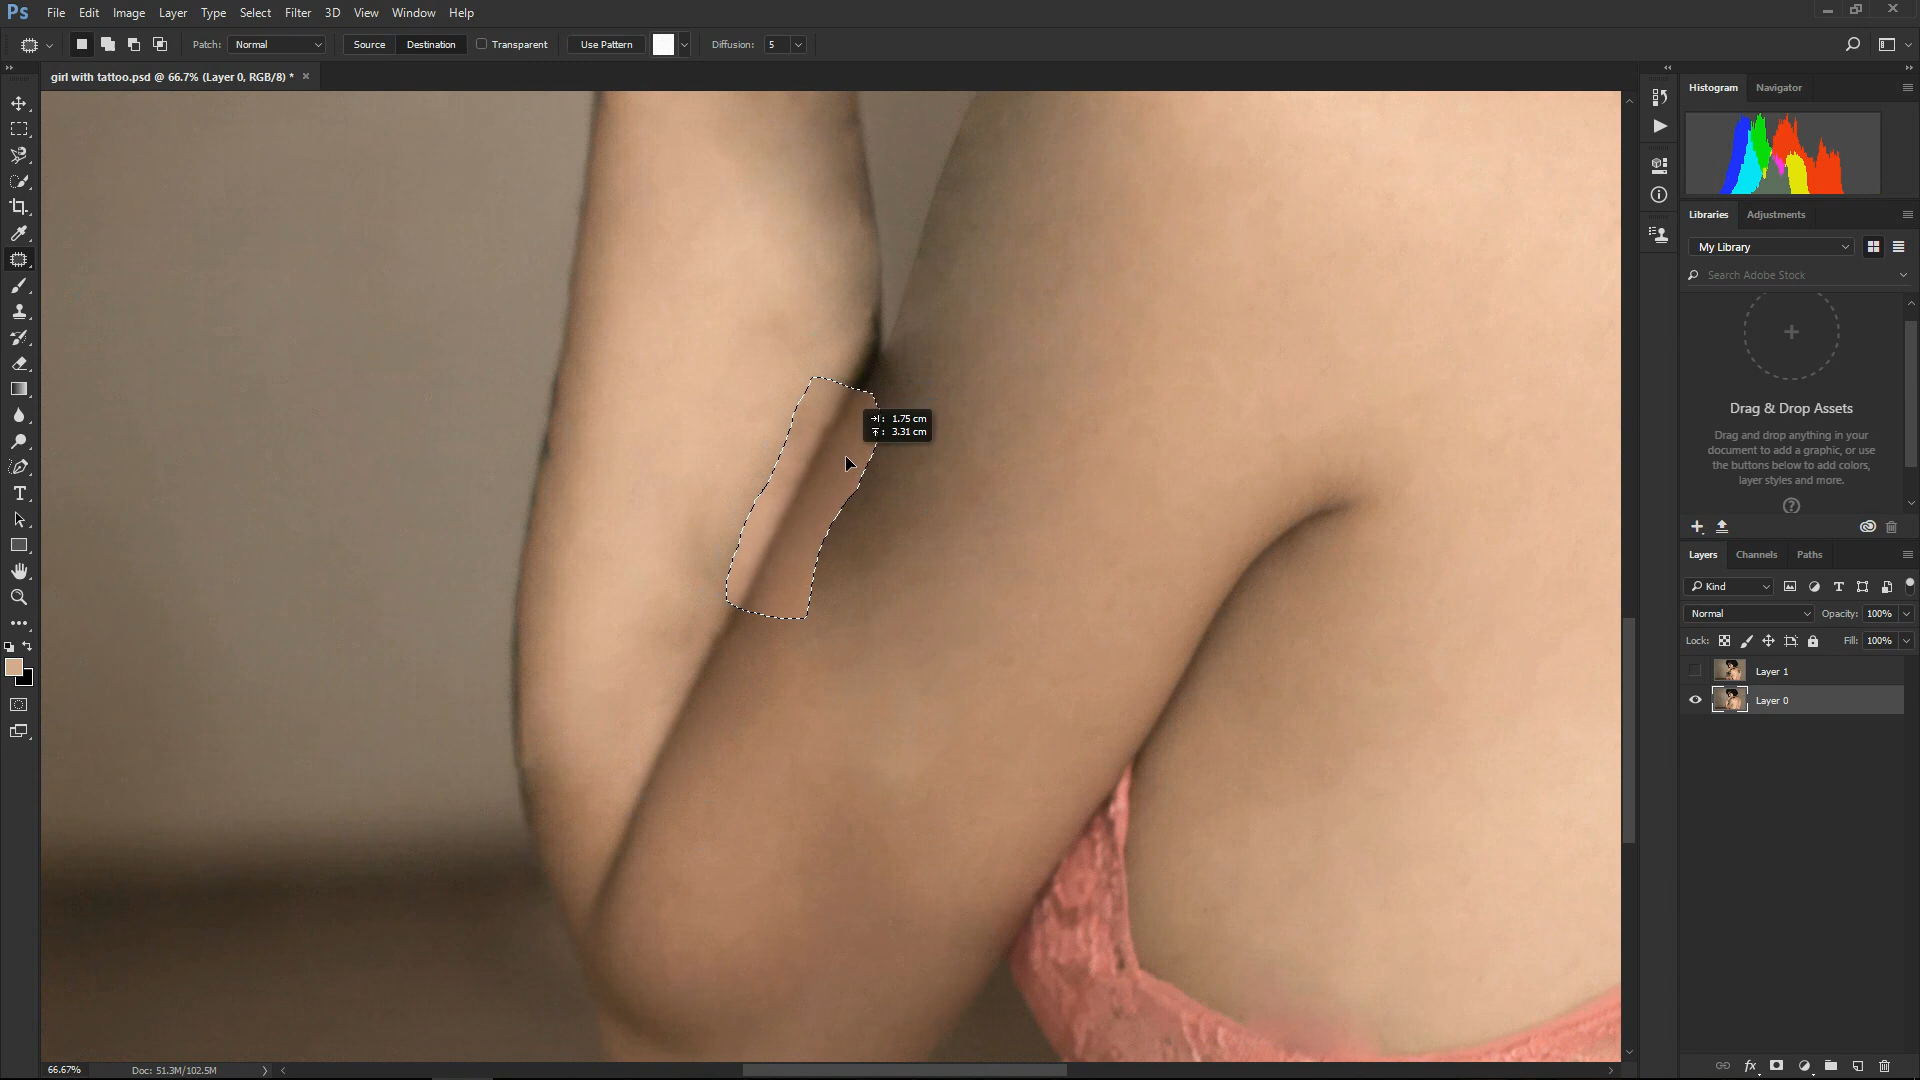 Ps File Edit Image Layer Type Select Filter 3D View Window Help
Patch: Normal Source Destination Transparent Use Pattern Diffusion: 5
girl with tattoo.psd @ 66.7% (Layer 0, RGB/8) * ×
Histogram Navigator
Libraries Adjustments
My Library
Search Adobe Stock
Drag & Drop Assets
Drag and drop anything in your
document to add a graphic, or use
the buttons below to add colors,
layer styles and more.
1.75 cm
3.31 cm
Layers Channels Paths
Kind
Normal Opacity: 100%
Lock: Fill: 100%
Layer 1
Layer 0
66.67% Doc: 51.3M/102.5M